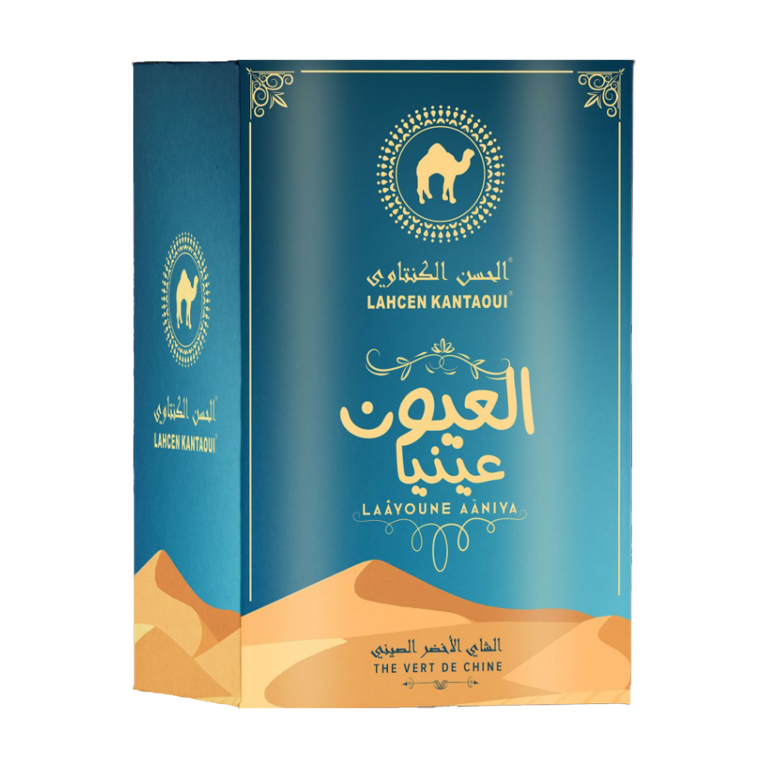 الحسن الكنتاوي
LAHCEN KANTAOUI
العيون
عينيا
LAÂYOUNE AÂNIYA
الشاي الأخضر الصيني
THE VERT DE CHINE
الحسن الكنتاوي
LAHCEN KANTAOUI